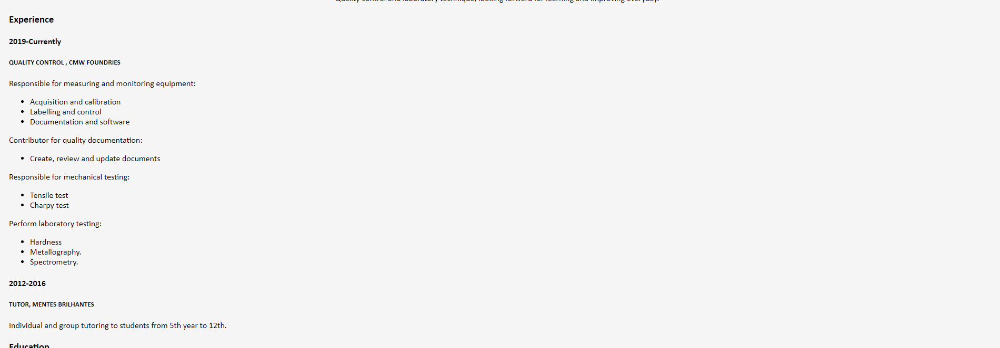 Quality control and laboratory technique, looking forward for learning and improving everyday.
Experience
2019-Currently
QUALITY CONTROL , CMW FOUNDRIES
Responsible for measuring and monitoring equipment:
Acquisition and calibration
Labelling and control
Documentation and software
Contributor for quality documentation:
Create, review and update documents
Responsible for mechanical testing:
Tensile test
Charpy test
Perform laboratory testing:
Hardness
Metallography.
Spectrometry.
2012-2016
TUTOR, MENTES BRILHANTES
Individual and group tutoring to students from 5th year to 12th.
Education